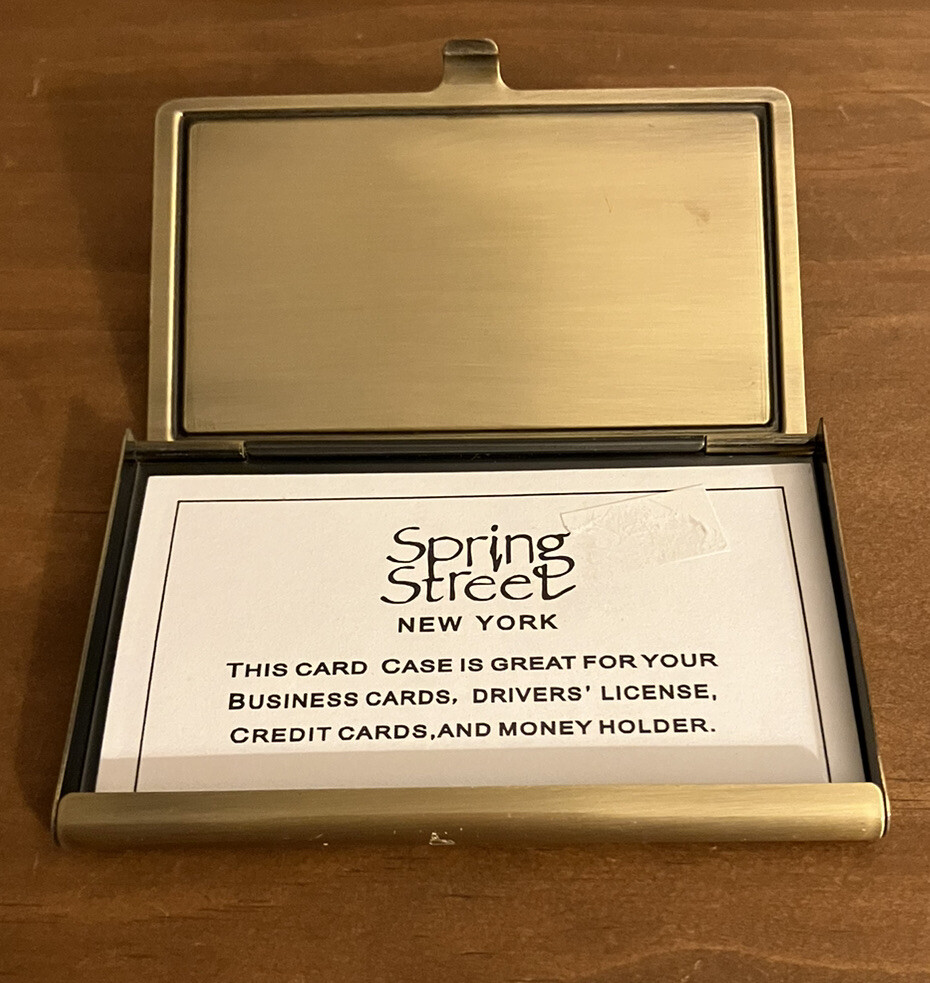 Spring
Street
NEW YORK
THIS CARD CASE IS GREAT FOR YOUR
BUSINESS CARDS, DRIVERS' LICENSE,
CREDIT CARDS,AND MONEY HOLDER.